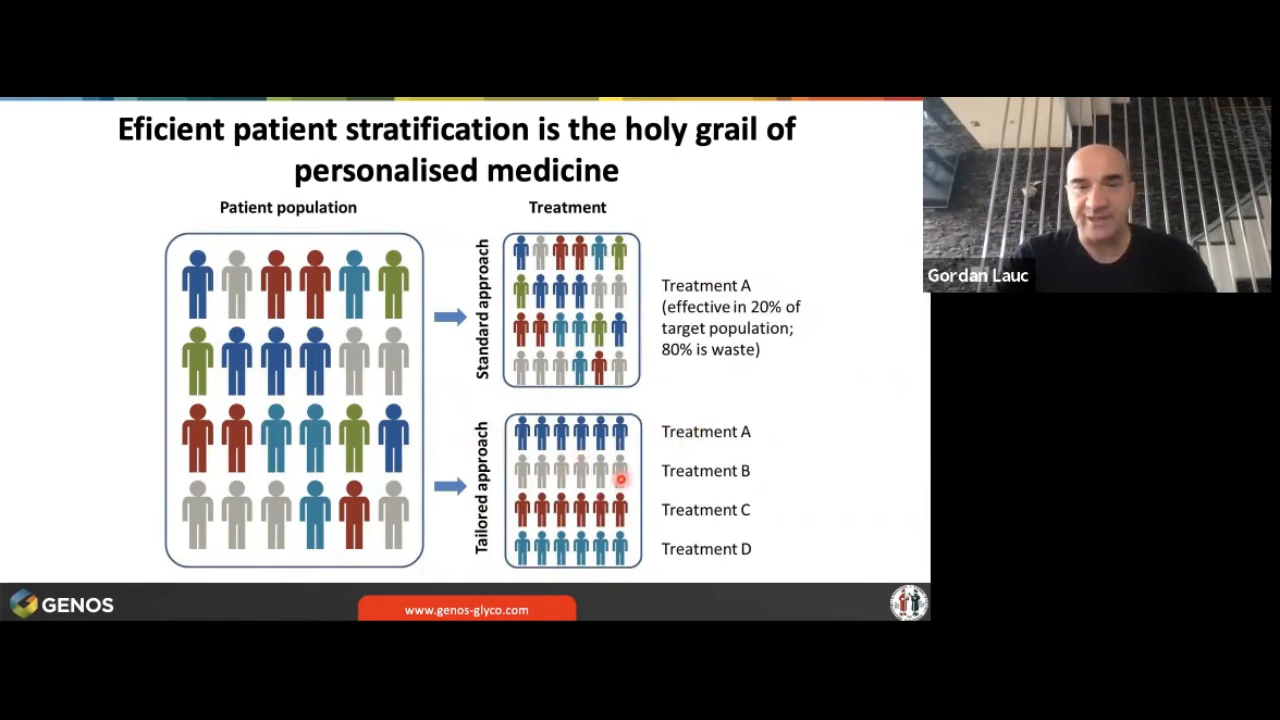 Eficient patient stratification is the holy grail of
personalised medicine
Patient population
Treatment
Standard approach
Treatment A
(effective in 20% of
target population;
80% is waste)
Tailored approach
Treatment A
Treatment B
Treatment C
Treatment D
GENOS
www.genos-glyco.com
Gordan Lauc